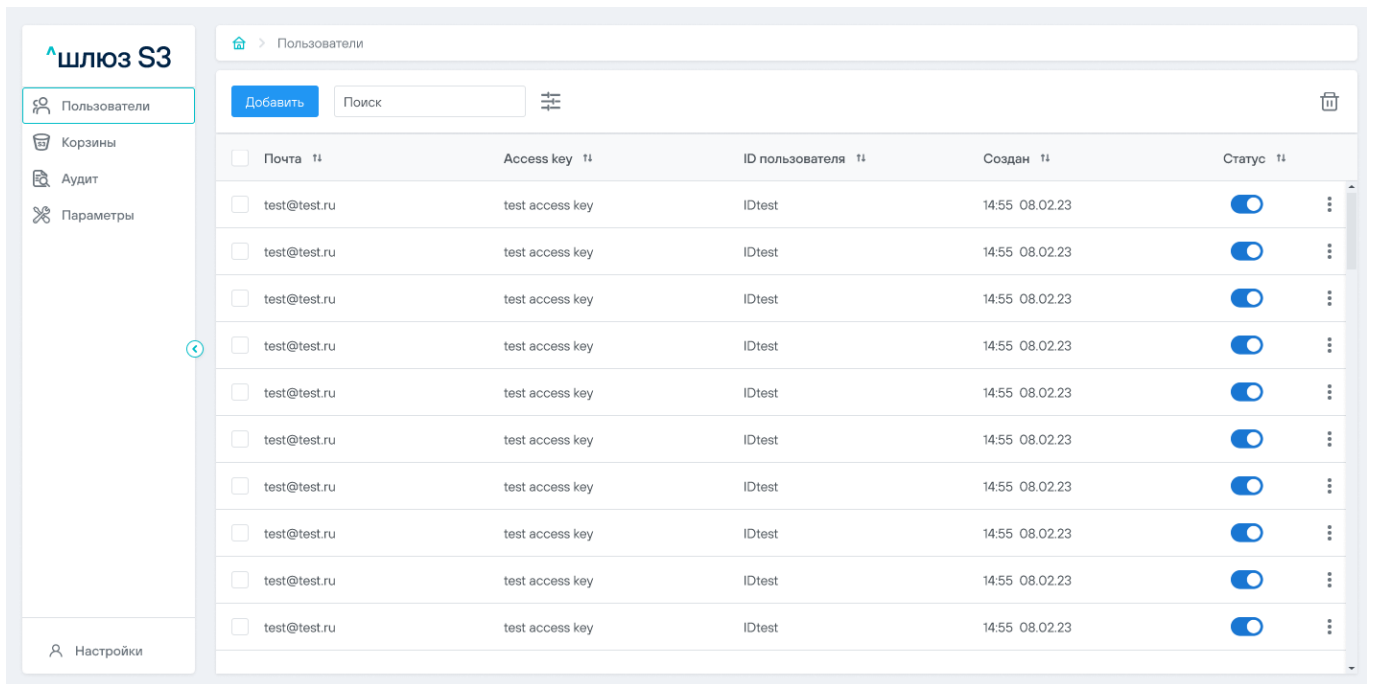 ^шлюз S3
Пользователи
Корзины
Аудит
Параметры
Настройки
Пользователи
Добавить
Поиск
Почта Access key ID пользователя Создан Статус
test@test.ru test access key IDtest 14:55 08.02.23
test@test.ru test access key IDtest 14:55 08.02.23
test@test.ru test access key IDtest 14:55 08.02.23
test@test.ru test access key IDtest 14:55 08.02.23
test@test.ru test access key IDtest 14:55 08.02.23
test@test.ru test access key IDtest 14:55 08.02.23
test@test.ru test access key IDtest 14:55 08.02.23
test@test.ru test access key IDtest 14:55 08.02.23
test@test.ru test access key IDtest 14:55 08.02.23
test@test.ru test access key IDtest 14:55 08.02.23